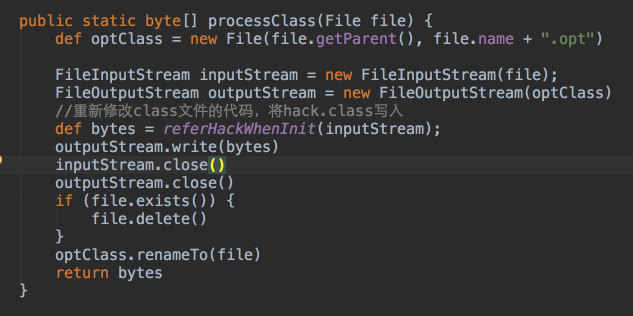 public static byte[] processClass(File file) {
    def optClass = new File(file.getParent(), file.name + ".opt")

    FileInputStream inputStream = new FileInputStream(file);
    FileOutputStream outputStream = new FileOutputStream(optClass)
    //重新修改class文件的代码，将hack.class写入
    def bytes = referHackWhenInit(inputStream);
    outputStream.write(bytes)
    inputStream.close()
    outputStream.close()
    if (file.exists()) {
        file.delete()
    }
    optClass.renameTo(file)
    return bytes
}